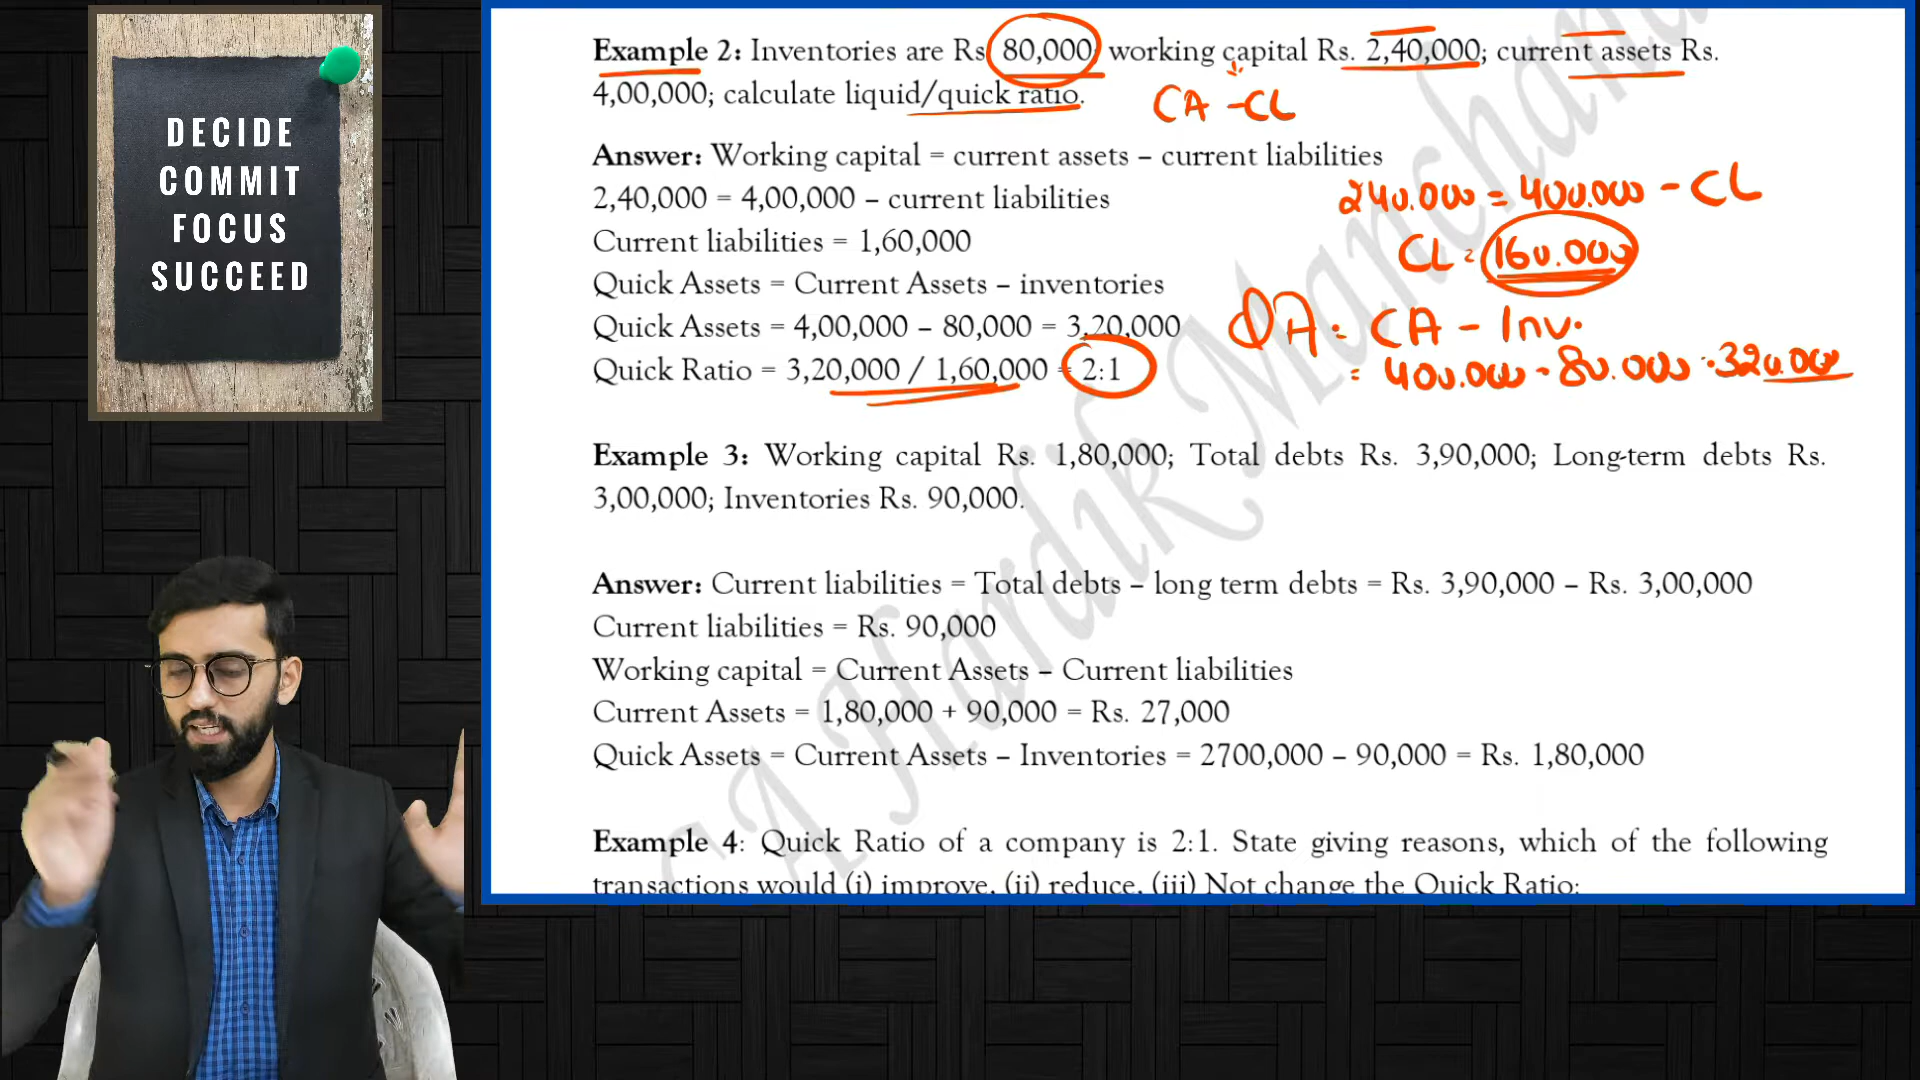 DECIDE
COMMIT
FOCUS
SUCCEED
Example 2: Inventories are Rs 80,000 working capital Rs. 2,40,000; current assets Rs.
4,00,000; calculate liquid/quick ratio.
CA - CL
Answer: Working capital = current assets – current liabilities
2,40,000 = 4,00,000 – current liabilities
240.000 = 400.000 - CL
Current liabilities = 1,60,000
CL = 160.000
Quick Assets = Current Assets – inventories
Quick Assets = 4,00,000 – 80,000 = 3,20,000
QA = CA - Inv.
Quick Ratio = 3,20,000 / 1,60,000 = 2:1
= 400.000 - 80.000 = 320.000
Example 3: Working capital Rs. 1,80,000; Total debts Rs. 3,90,000; Long-term debts Rs.
3,00,000; Inventories Rs. 90,000.
Answer: Current liabilities = Total debts – long term debts = Rs. 3,90,000 – Rs. 3,00,000
Current liabilities = Rs. 90,000
Working capital = Current Assets – Current liabilities
Current Assets = 1,80,000 + 90,000 = Rs. 27,000
Quick Assets = Current Assets – Inventories = 2700,000 – 90,000 = Rs. 1,80,000
Example 4: Quick Ratio of a company is 2:1. State giving reasons, which of the following
transactions would (i) improve, (ii) reduce, (iii) Not change the Quick Ratio:
CA Hardik Manchanda